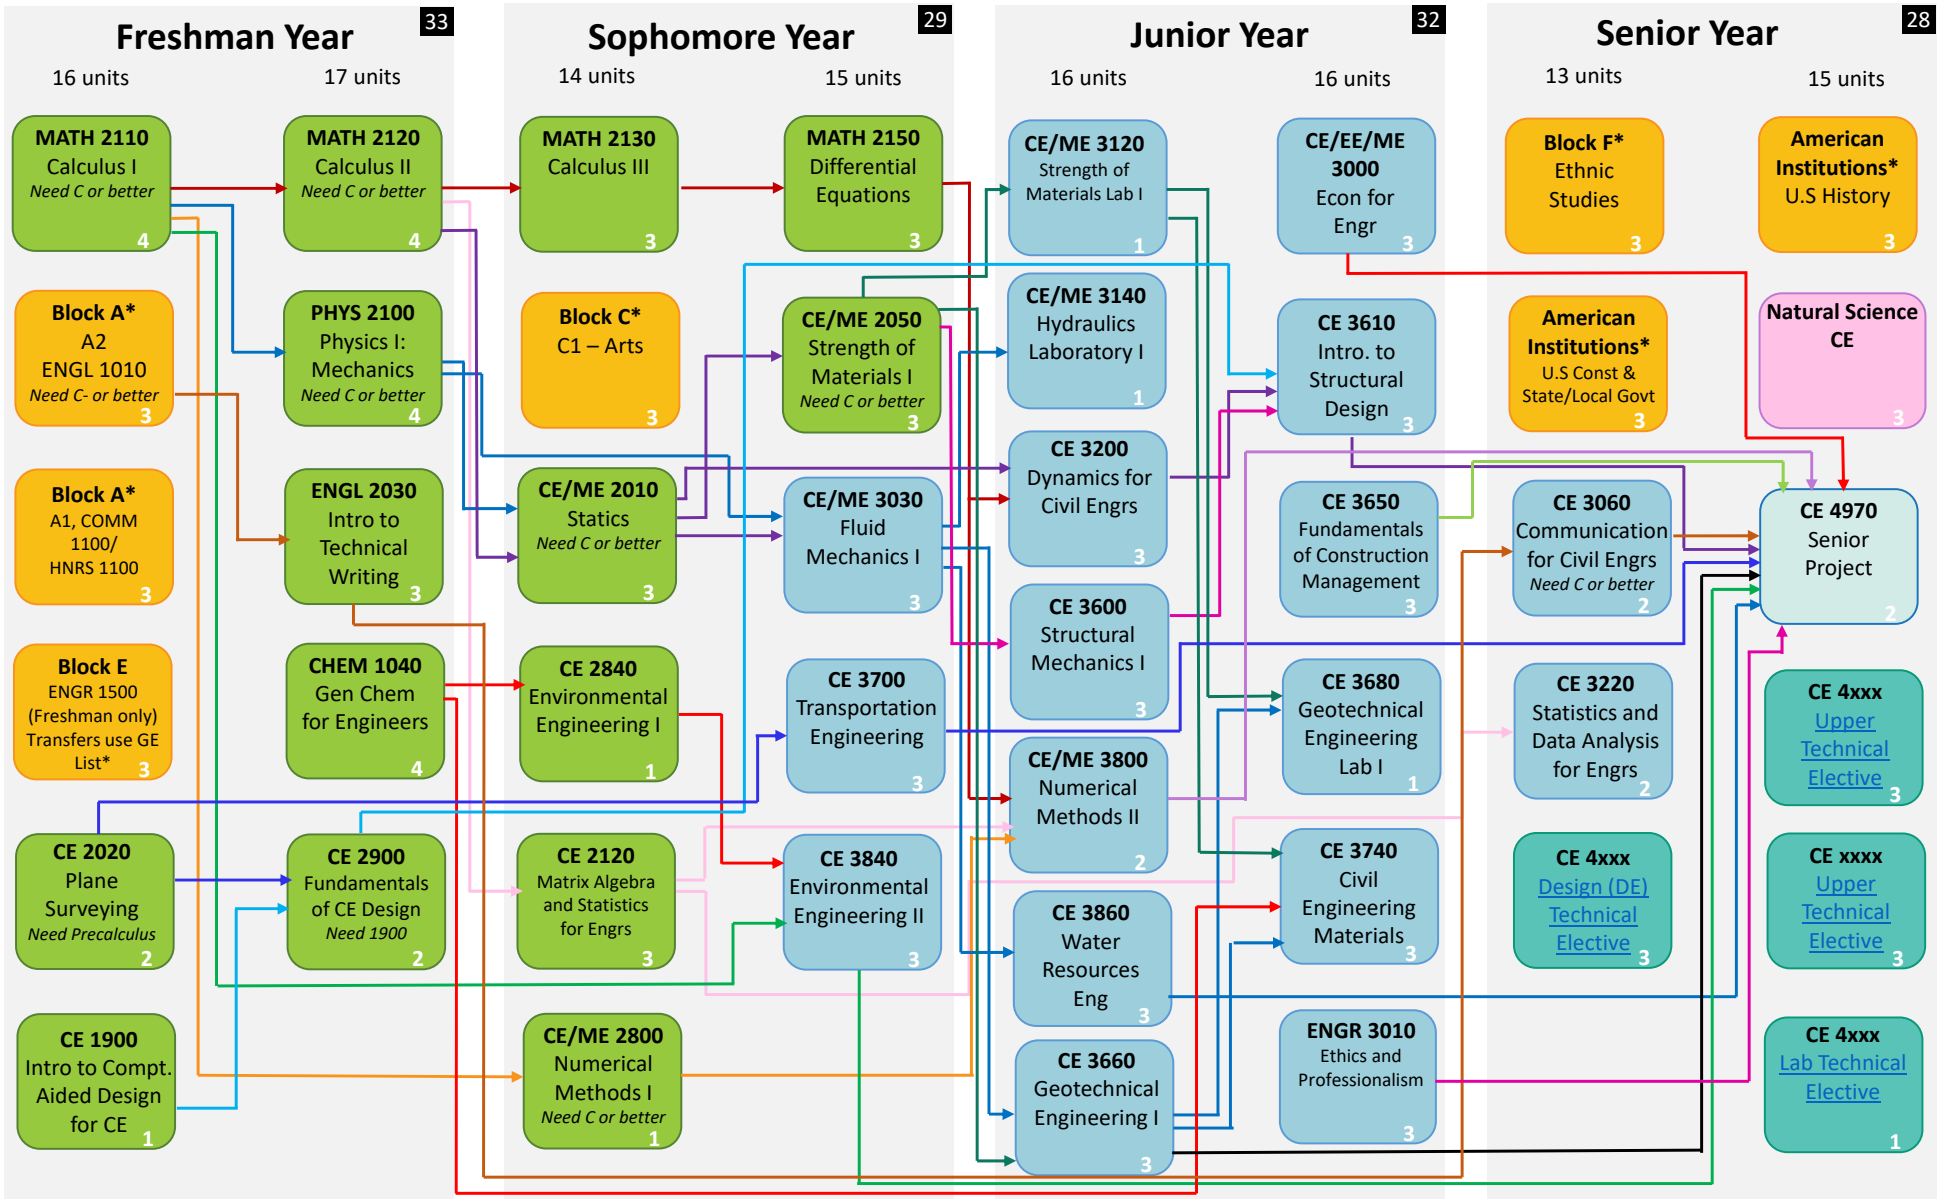 Freshman Year
33
16 units
17 units
Sophomore Year
29
14 units
15 units
Junior Year
32
16 units
16 units
Senior Year
28
13 units
15 units
MATH 2110
Calculus I
Need C or better
4
Block A*
A2
ENGL 1010
Need C- or better
3
Block A*
A1, COMM
1100/
HNRS 1100
3
Block E
ENGR 1500
(Freshman only)
Transfers use GE
List*
3
CE 2020
Plane
Surveying
Need Precalculus
2
CE 1900
Intro to Compt.
Aided Design
for CE
1
MATH 2120
Calculus II
Need C or better
4
PHYS 2100
Physics I:
Mechanics
Need C or better
4
ENGL 2030
Intro to
Technical
Writing
3
CHEM 1040
Gen Chem
for Engineers
4
CE 2900
Fundamentals
of CE Design
Need 1900
2
MATH 2130
Calculus III
3
Block C*
C1 – Arts
3
CE/ME 2010
Statics
Need C or better
3
CE 2840
Environmental
Engineering I
1
CE 2120
Matrix Algebra
and Statistics
for Engrs
3
CE/ME 2800
Numerical
Methods I
Need C or better
1
MATH 2150
Differential
Equations
3
CE/ME 2050
Strength of
Materials I
Need C or better
3
CE/ME 3030
Fluid
Mechanics I
3
CE 3700
Transportation
Engineering
3
CE 3840
Environmental
Engineering II
3
CE/ME 3120
Strength of
Materials Lab I
1
CE/ME 3140
Hydraulics
Laboratory I
1
CE 3200
Dynamics for
Civil Engrs
3
CE 3600
Structural
Mechanics I
3
CE/ME 3800
Numerical
Methods II
2
CE 3860
Water
Resources
Eng
3
CE 3660
Geotechnical
Engineering I
3
CE/EE/ME
3000
Econ for
Engr
3
CE 3610
Intro. to
Structural
Design
3
CE 3650
Fundamentals
of Construction
Management
3
CE 3680
Geotechnical
Engineering
Lab I
1
CE 3740
Civil
Engineering
Materials
3
ENGR 3010
Ethics and
Professionalism
3
Block F*
Ethnic
Studies
3
American
Institutions*
U.S Const &
State/Local Govt
3
CE 3060
Communication
for Civil Engrs
Need C or better
2
CE 3220
Statistics and
Data Analysis
for Engrs
2
CE 4xxx
Design (DE)
Technical
Elective
3
American
Institutions*
U.S History
3
Natural Science
CE
3
CE 4970
Senior
Project
2
CE 4xxx
Upper
Technical
Elective
3
CE xxxx
Upper
Technical
Elective
3
CE 4xxx
Lab Technical
Elective
1